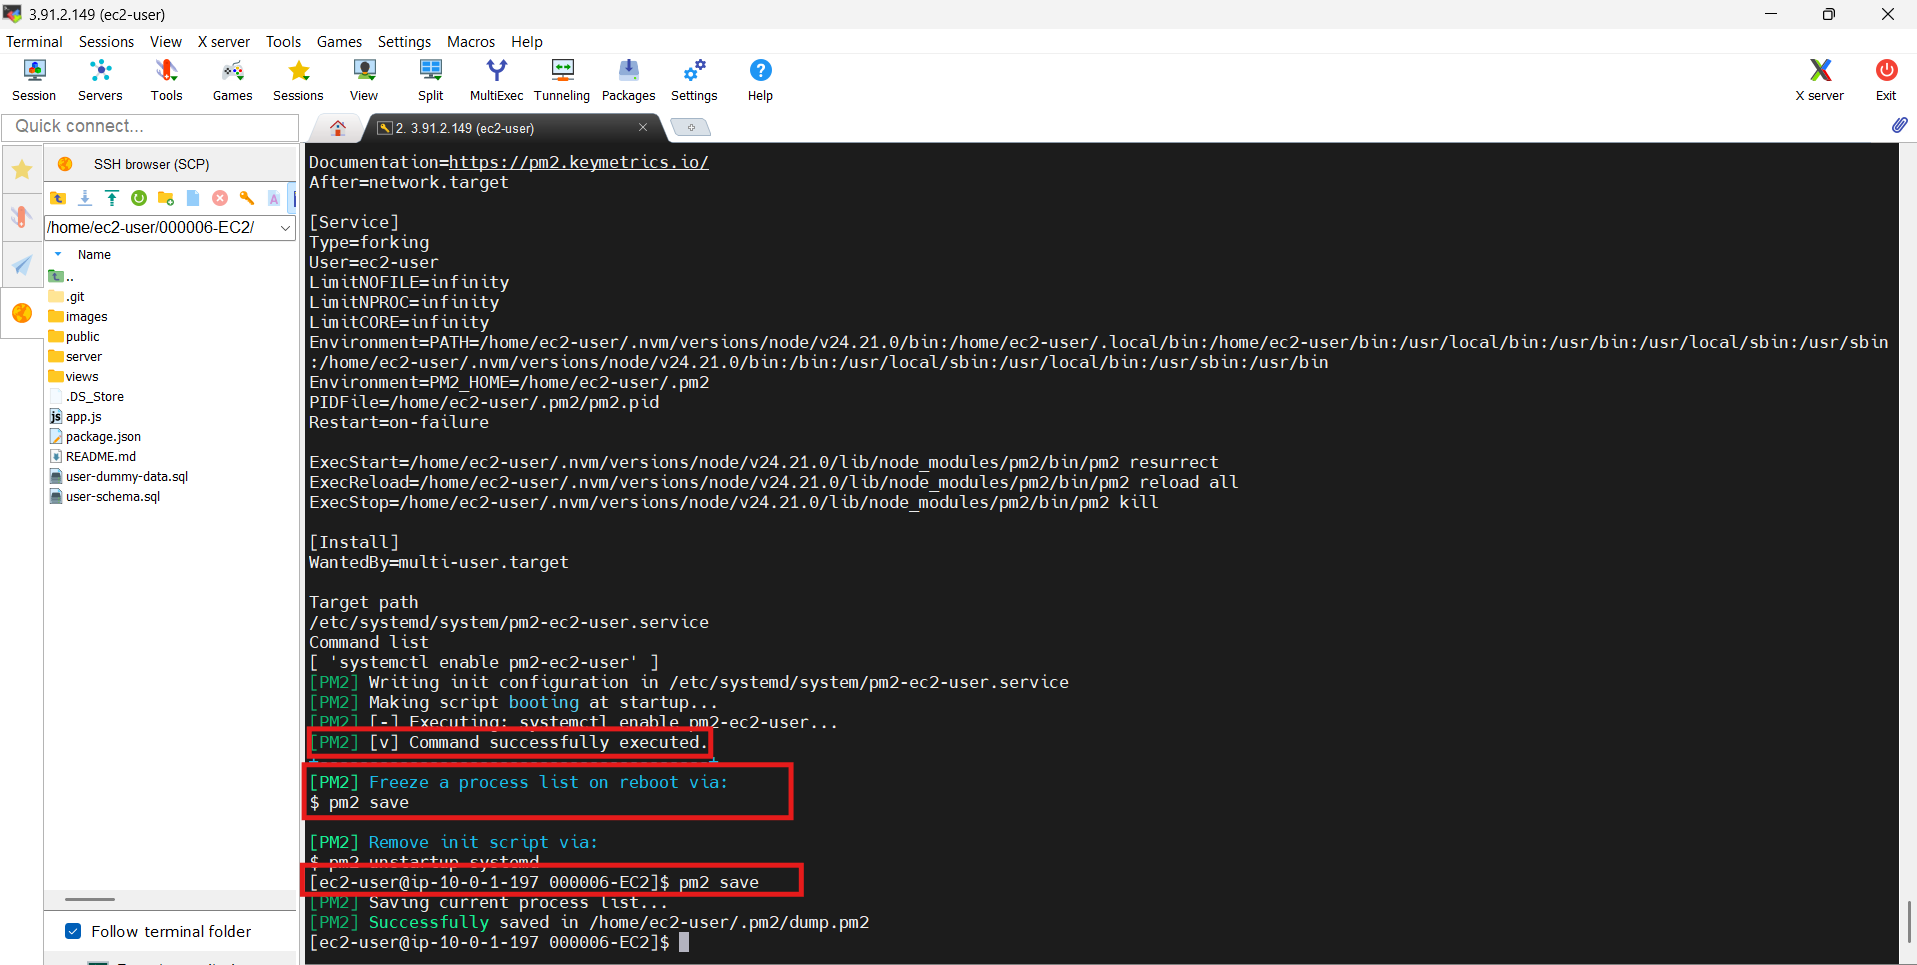 3.91.2.149 (ec2-user)
Terminal Sessions View X server Tools Games Settings Macros Help
Session Servers Tools Games Sessions View Split MultiExec Tunneling Packages Settings Help X server Exit
Quick connect...
2. 3.91.2.149 (ec2-user)
SSH browser (SCP)
/home/ec2-user/000006-EC2/
Name
..
.git
images
public
server
views
.DS_Store
app.js
package.json
README.md
user-dummy-data.sql
user-schema.sql
Follow terminal folder
Documentation=https://pm2.keymetrics.io/
After=network.target
[Service]
Type=forking
User=ec2-user
LimitNOFILE=infinity
LimitNPROC=infinity
LimitCORE=infinity
Environment=PATH=/home/ec2-user/.nvm/versions/node/v24.21.0/bin:/home/ec2-user/.local/bin:/home/ec2-user/bin:/usr/local/bin:/usr/bin:/usr/local/sbin:/usr/sbin
:/home/ec2-user/.nvm/versions/node/v24.21.0/bin:/bin:/usr/local/sbin:/usr/local/bin:/usr/sbin:/usr/bin
Environment=PM2_HOME=/home/ec2-user/.pm2
PIDFile=/home/ec2-user/.pm2/pm2.pid
Restart=on-failure
ExecStart=/home/ec2-user/.nvm/versions/node/v24.21.0/lib/node_modules/pm2/bin/pm2 resurrect
ExecReload=/home/ec2-user/.nvm/versions/node/v24.21.0/lib/node_modules/pm2/bin/pm2 reload all
ExecStop=/home/ec2-user/.nvm/versions/node/v24.21.0/lib/node_modules/pm2/bin/pm2 kill
[Install]
WantedBy=multi-user.target
Target path
/etc/systemd/system/pm2-ec2-user.service
Command list
[ 'systemctl enable pm2-ec2-user' ]
[PM2] Writing init configuration in /etc/systemd/system/pm2-ec2-user.service
[PM2] Making script booting at startup...
[PM2] [-] Executing: systemctl enable pm2-ec2-user...
[PM2] [v] Command successfully executed.
[PM2] Freeze a process list on reboot via:
$ pm2 save
[PM2] Remove init script via:
$ pm2 unstartup systemd
[ec2-user@ip-10-0-1-197 000006-EC2]$ pm2 save
[PM2] Saving current process list...
[PM2] Successfully saved in /home/ec2-user/.pm2/dump.pm2
[ec2-user@ip-10-0-1-197 000006-EC2]$